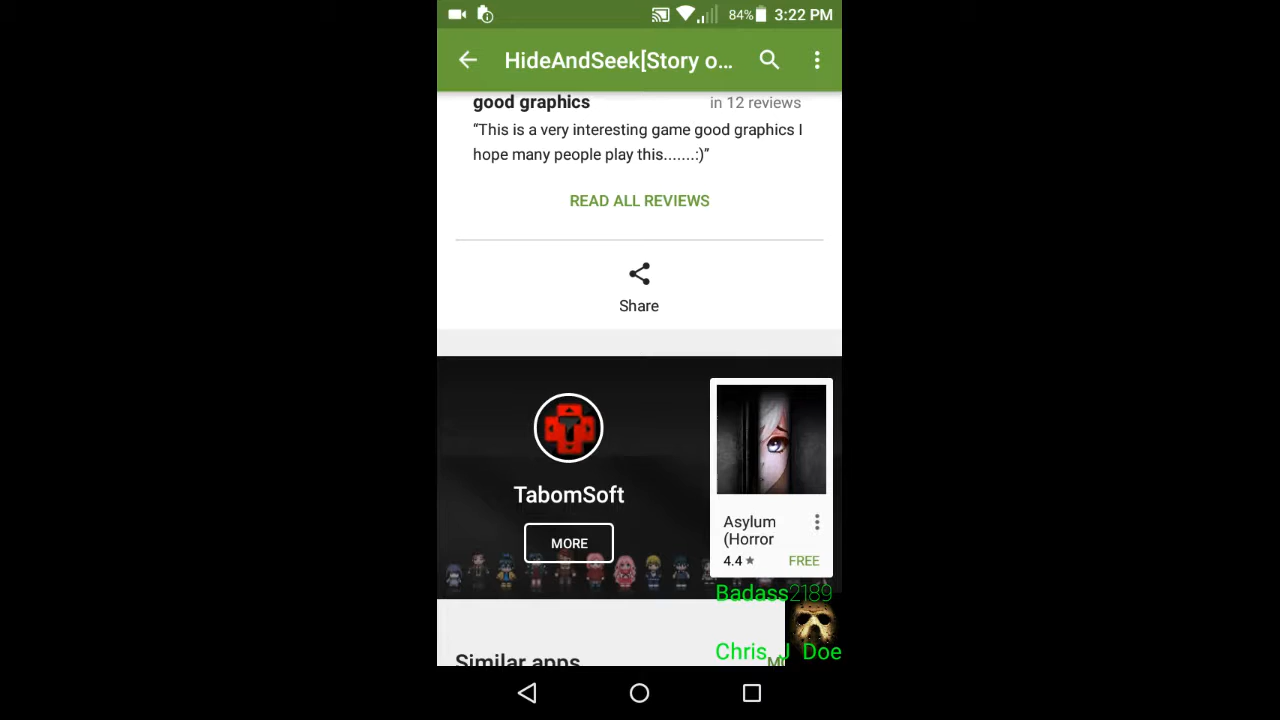 84% 3:22 PM
HideAndSeek[Story o...
good graphics in 12 reviews
“This is a very interesting game good graphics I
hope many people play this.......:)”
READ ALL REVIEWS
Share
TabomSoft
MORE
Asylum
(Horror
4.4 FREE
Badass2189
Similar apps
Chris J Doe